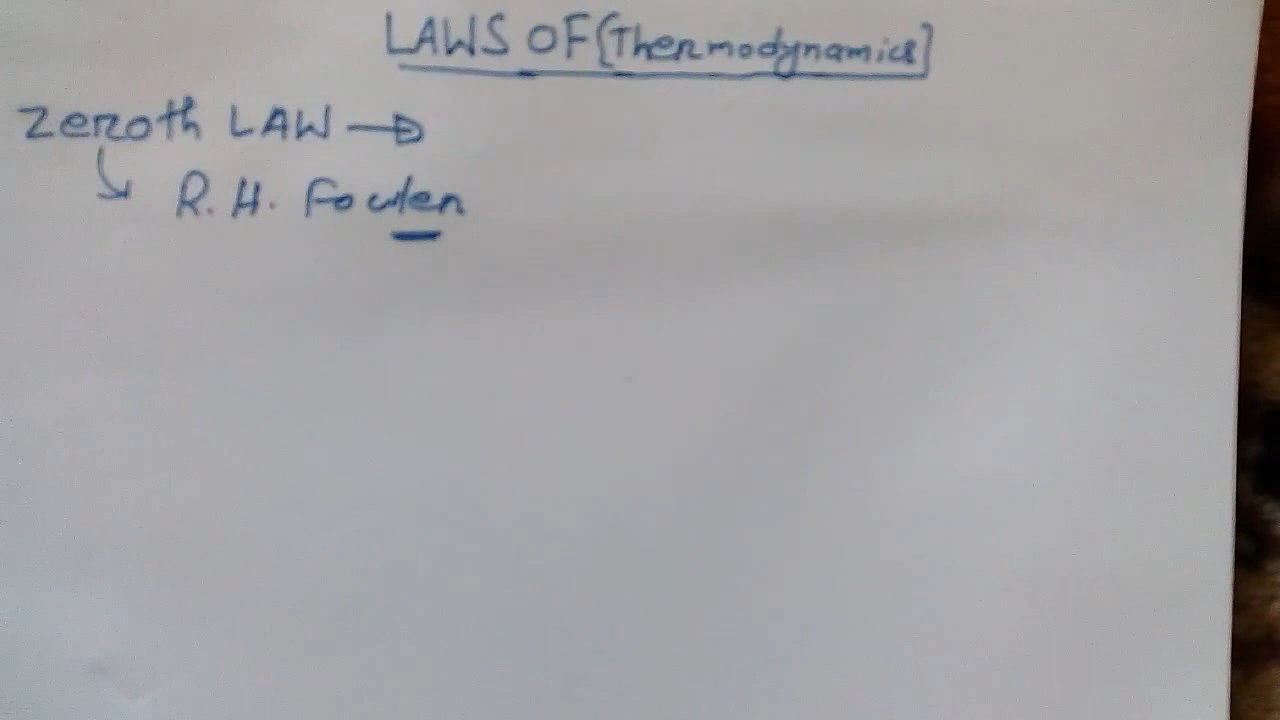 LAWS OF [Thermodynamics]
Zeroth LAW →
↳ R. H. Fowler